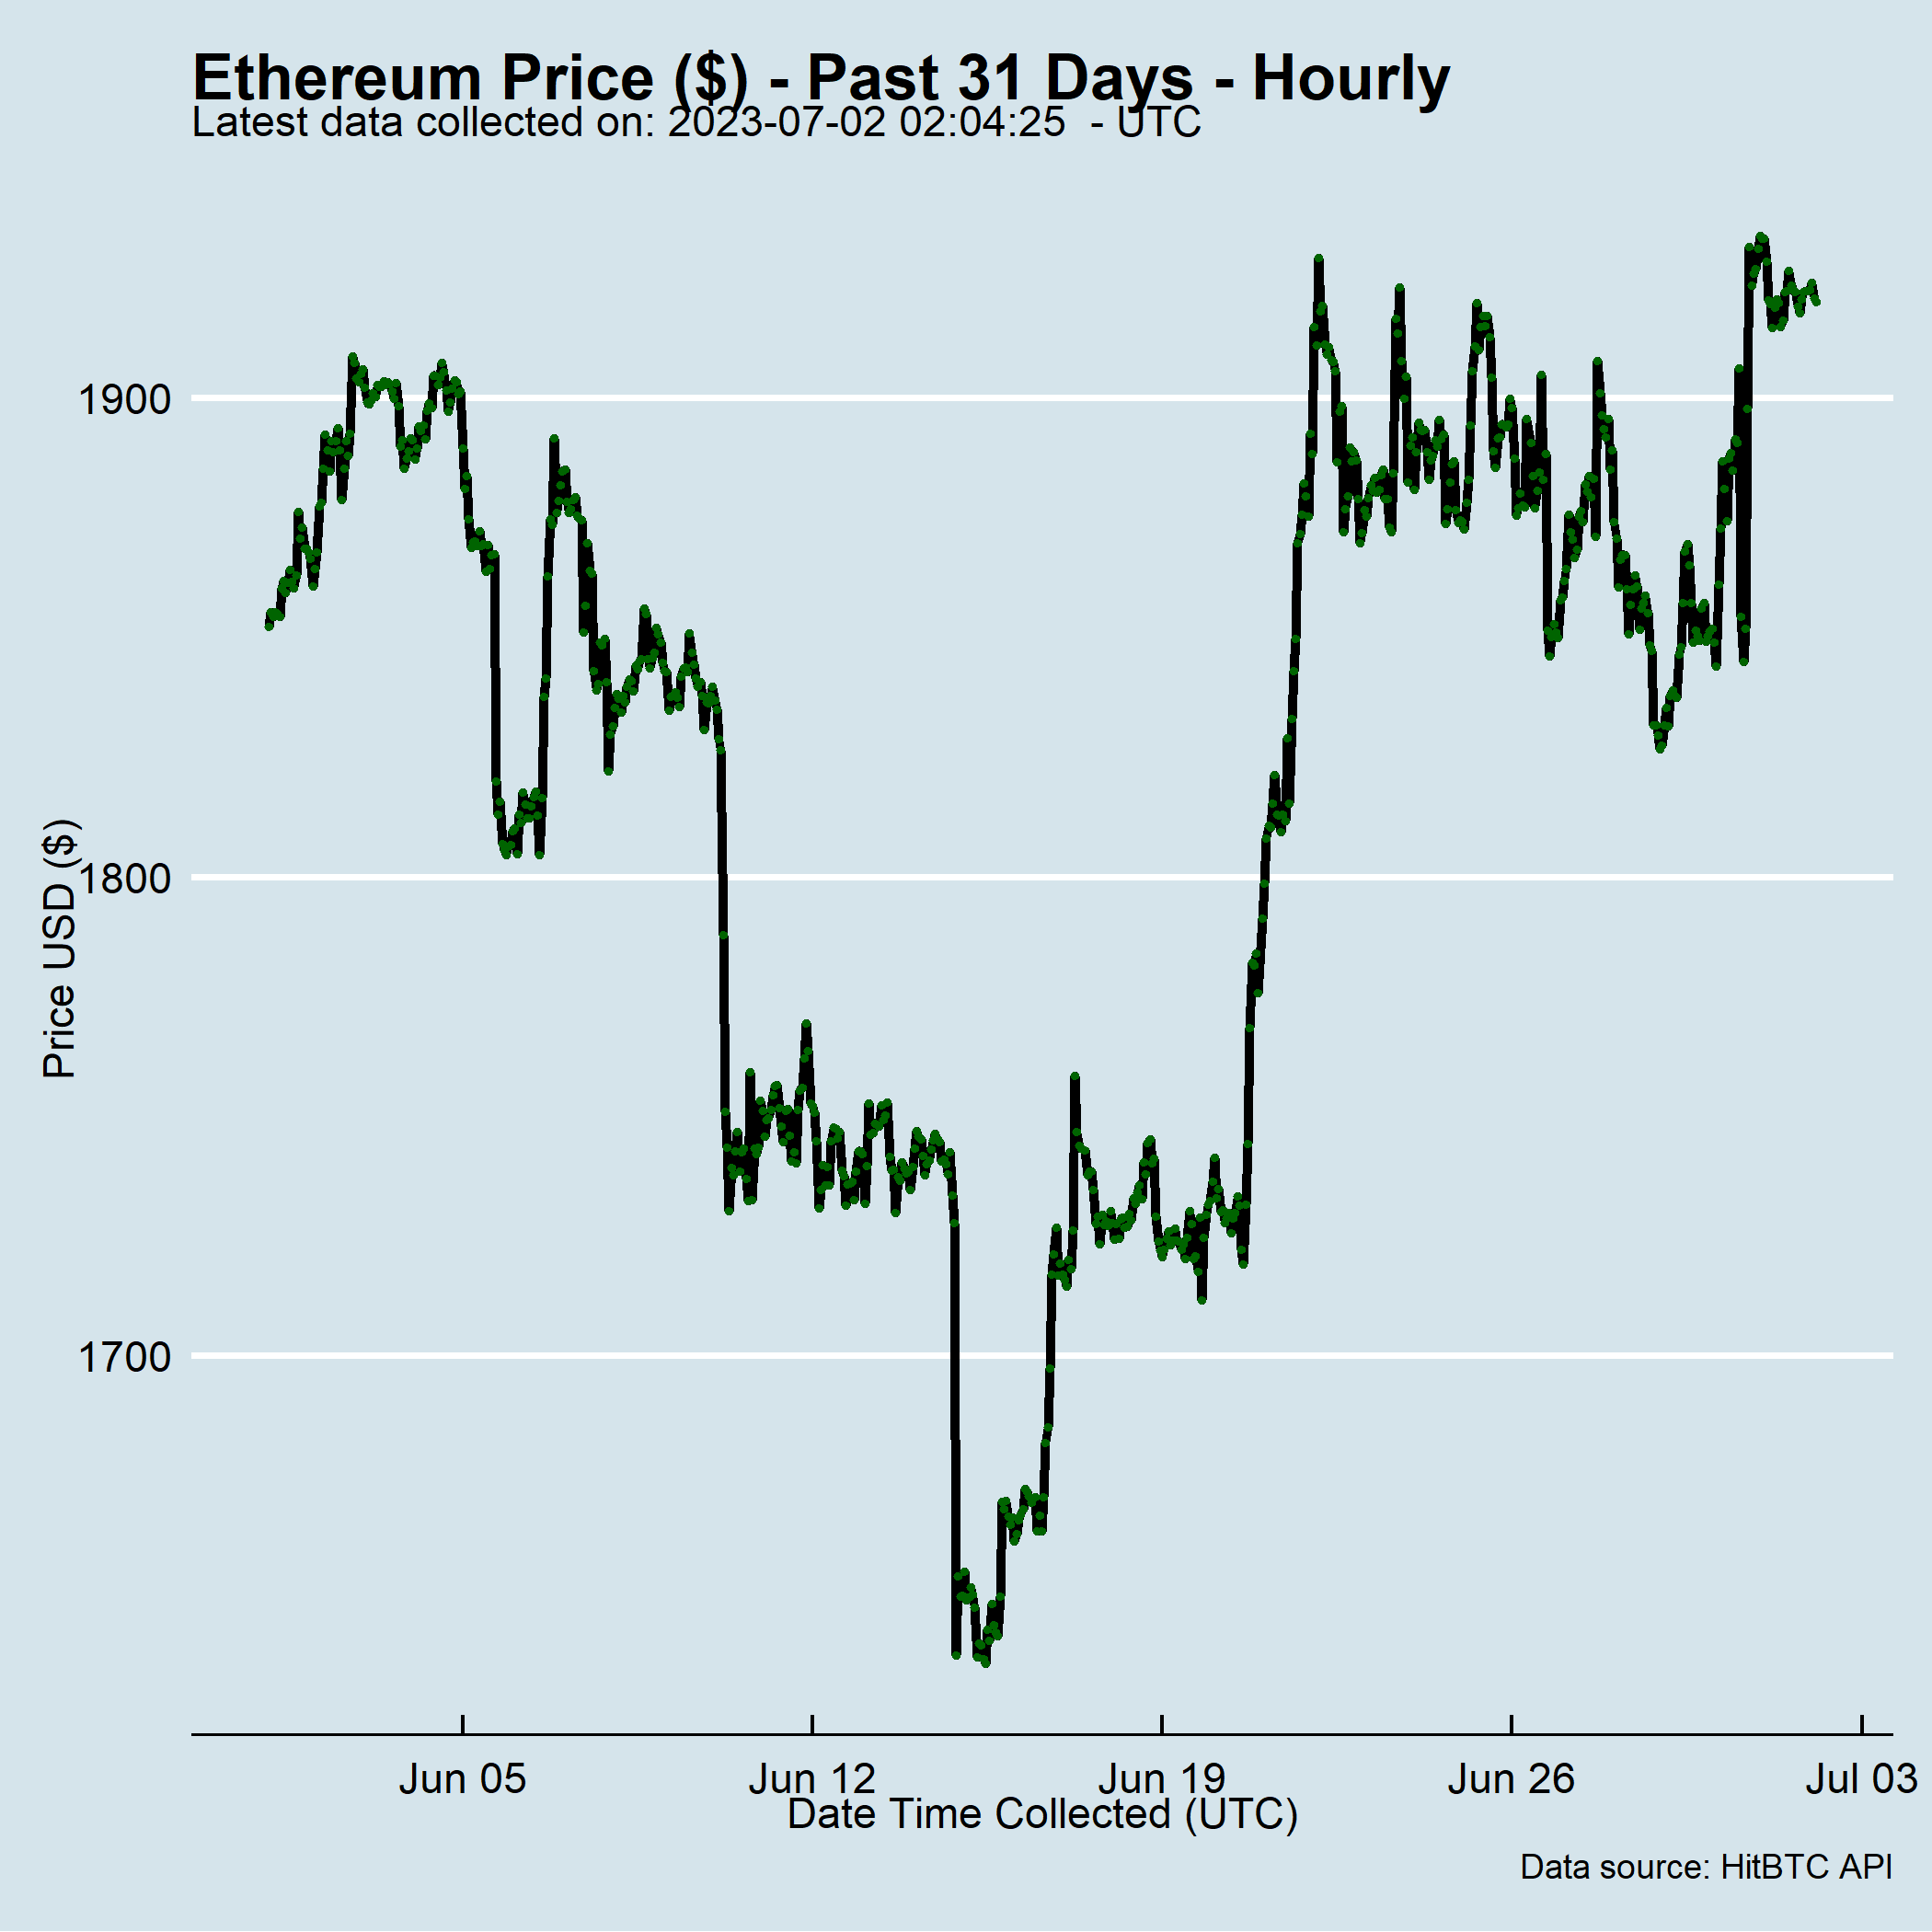 Ethereum Price ($) - Past 31 Days - Hourly
Latest data collected on: 2023-07-02 02:04:25  - UTC
Price USD ($)
1900
1800
1700
Jun 05 Jun 12 Jun 19 Jun 26 Jul 03
Date Time Collected (UTC)
Data source: HitBTC API